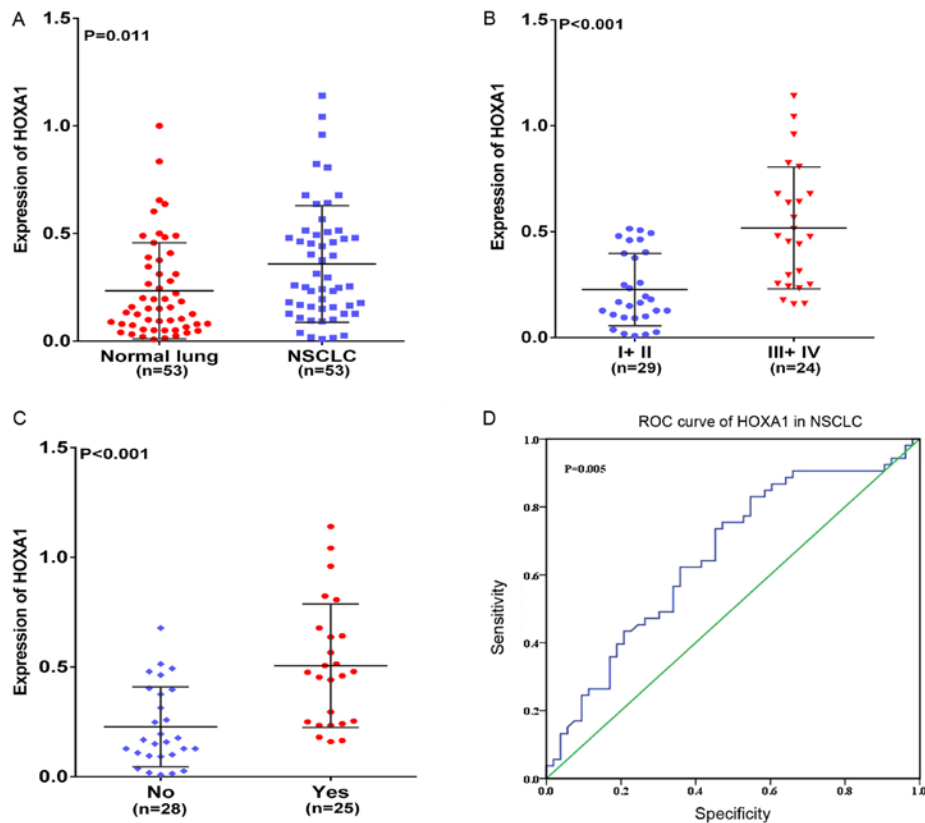 A
P=0.011
Expression of HOXA1
1.5
1.0
0.5
0.0
Normal lung
(n=53)
NSCLC
(n=53)
B
P<0.001
Expression of HOXA1
1.5
1.0
0.5
0.0
I+ II
(n=29)
III+ IV
(n=24)
C
P<0.001
Expression of HOXA1
1.5
1.0
0.5
0.0
No
(n=28)
Yes
(n=25)
D
ROC curve of HOXA1 in NSCLC
P=0.005
Sensitivity
1.0
0.8
0.6
0.4
0.2
0.0
0.0 0.2 0.4 0.6 0.8 1.0
Specificity